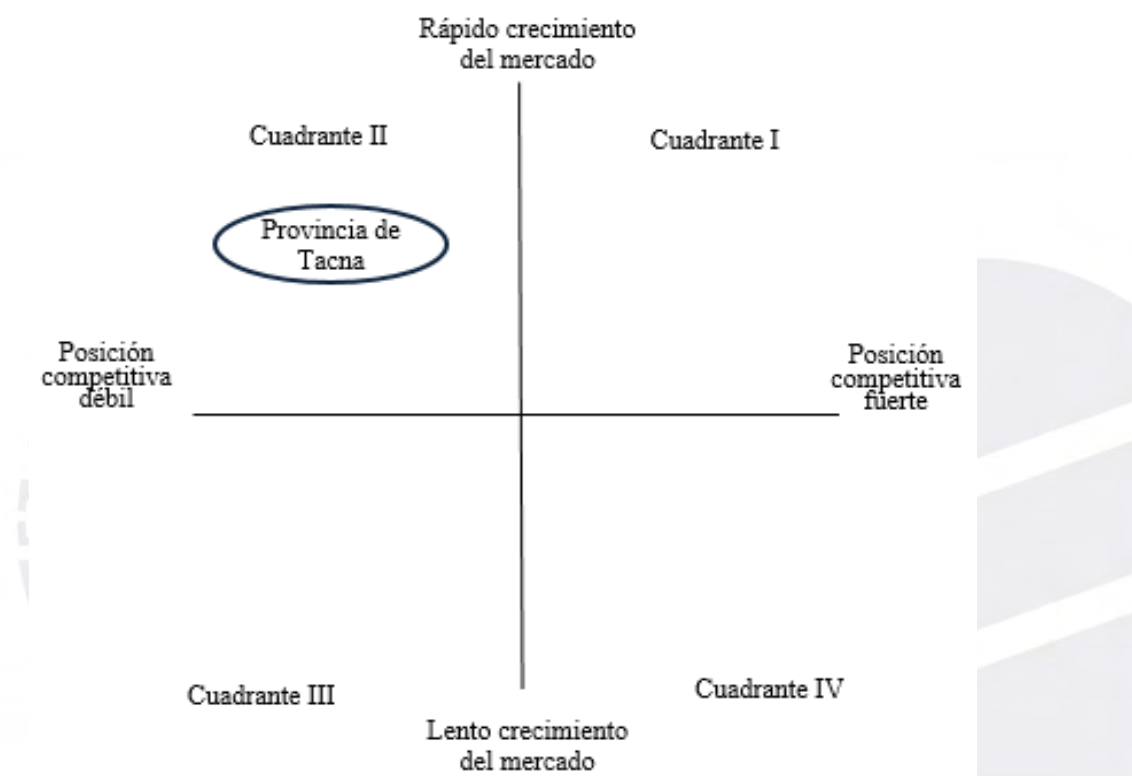 Rápido crecimiento
del mercado
Cuadrante II
Cuadrante I
Provincia de
Tacna
Posición
competitiva
débil
Posición
competitiva
fuerte
Cuadrante III
Cuadrante IV
Lento crecimiento
del mercado